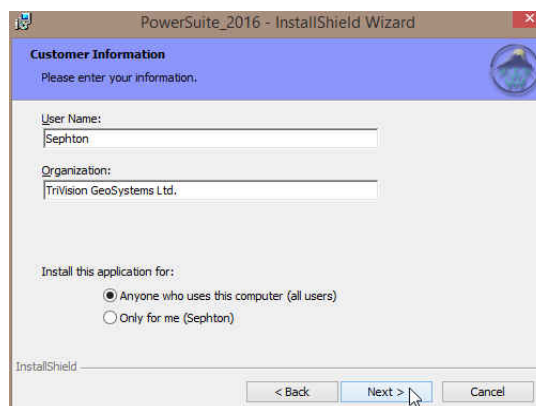 PowerSuite_2016 - InstallShield Wizard
Customer Information
Please enter your information.
User Name:
Sephton
Organization:
TriVision GeoSystems Ltd.
Install this application for:
Anyone who uses this computer (all users)
Only for me (Sephton)
InstallShield
< Back Next > Cancel